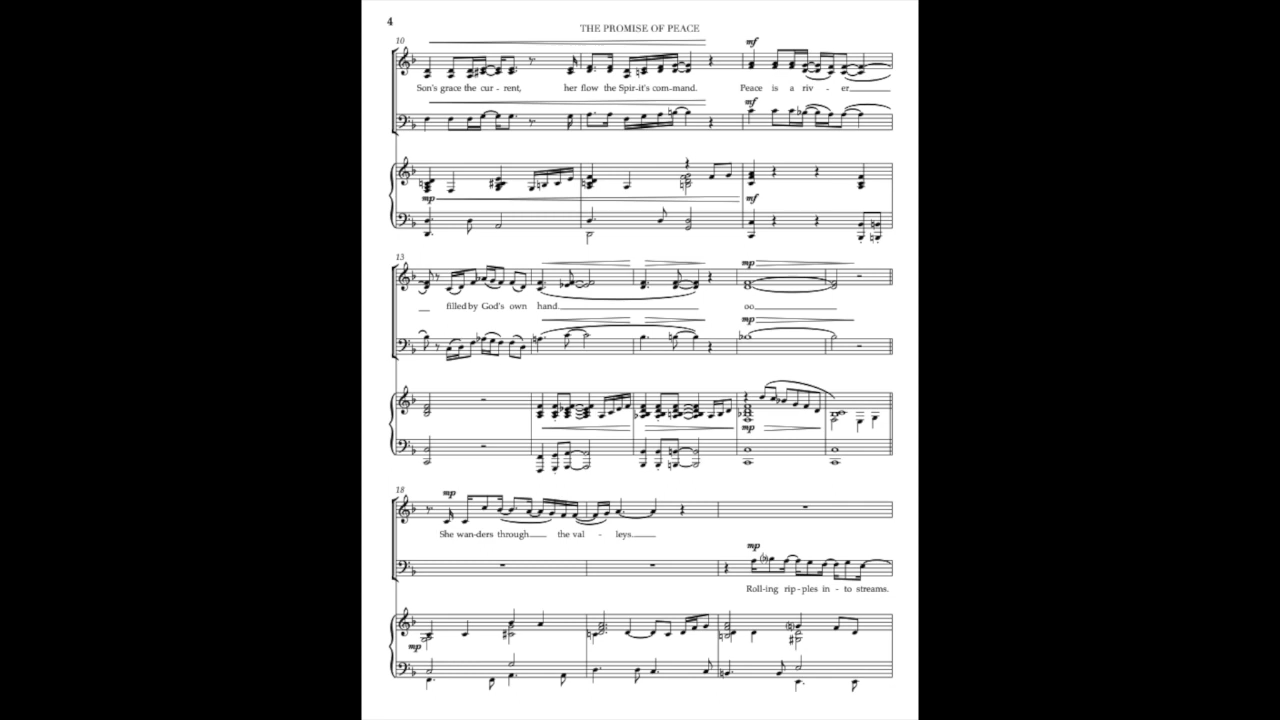 4
THE PROMISE OF PEACE
10
mf
Son's grace the cur - rent, her flow the Spir-it's com-mand. Peace is a riv - er
mf
mp
mf
13
mp
filled by God's own hand. oo
mp
mp
18
mp
She wan-ders through the val - leys.
mp
Roll-ing rip - ples in - to streams.
mp